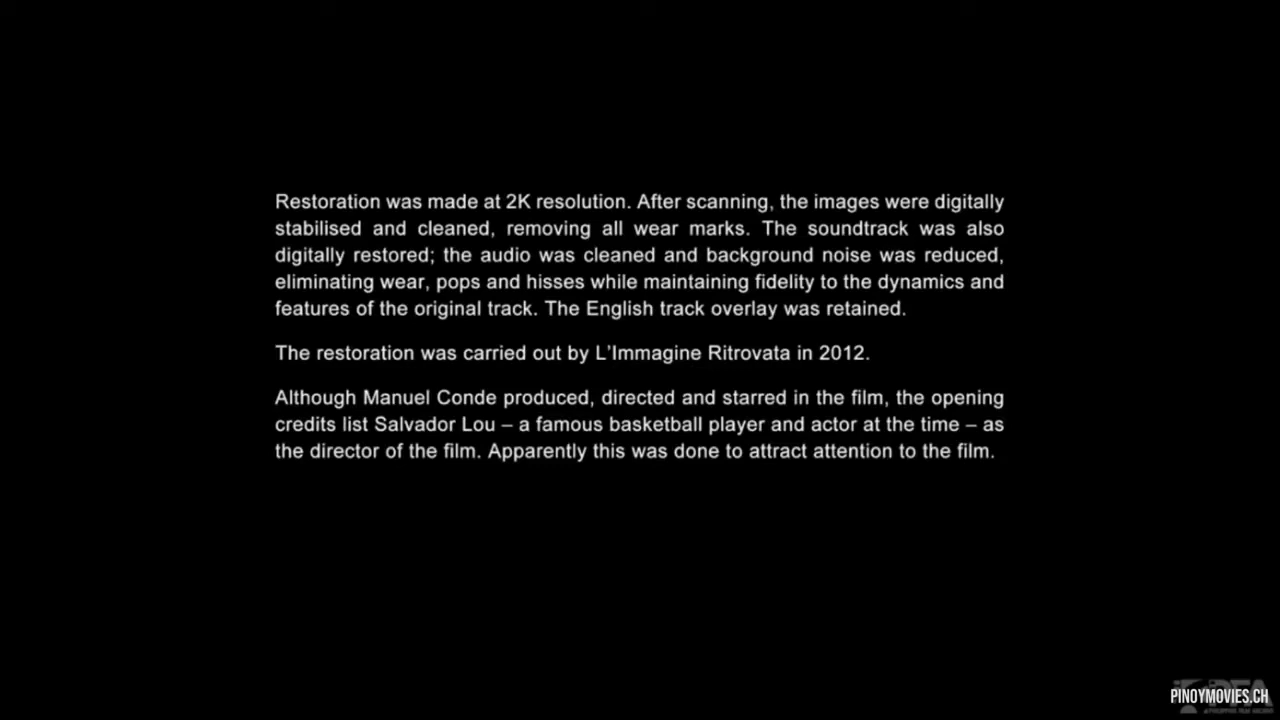 Restoration was made at 2K resolution. After scanning, the images were digitally
stabilised and cleaned, removing all wear marks. The soundtrack was also
digitally restored; the audio was cleaned and background noise was reduced,
eliminating wear, pops and hisses while maintaining fidelity to the dynamics and
features of the original track. The English track overlay was retained.
The restoration was carried out by L'Immagine Ritrovata in 2012.
Although Manuel Conde produced, directed and starred in the film, the opening
credits list Salvador Lou – a famous basketball player and actor at the time – as
the director of the film. Apparently this was done to attract attention to the film.
PINOYMOVIES.CH